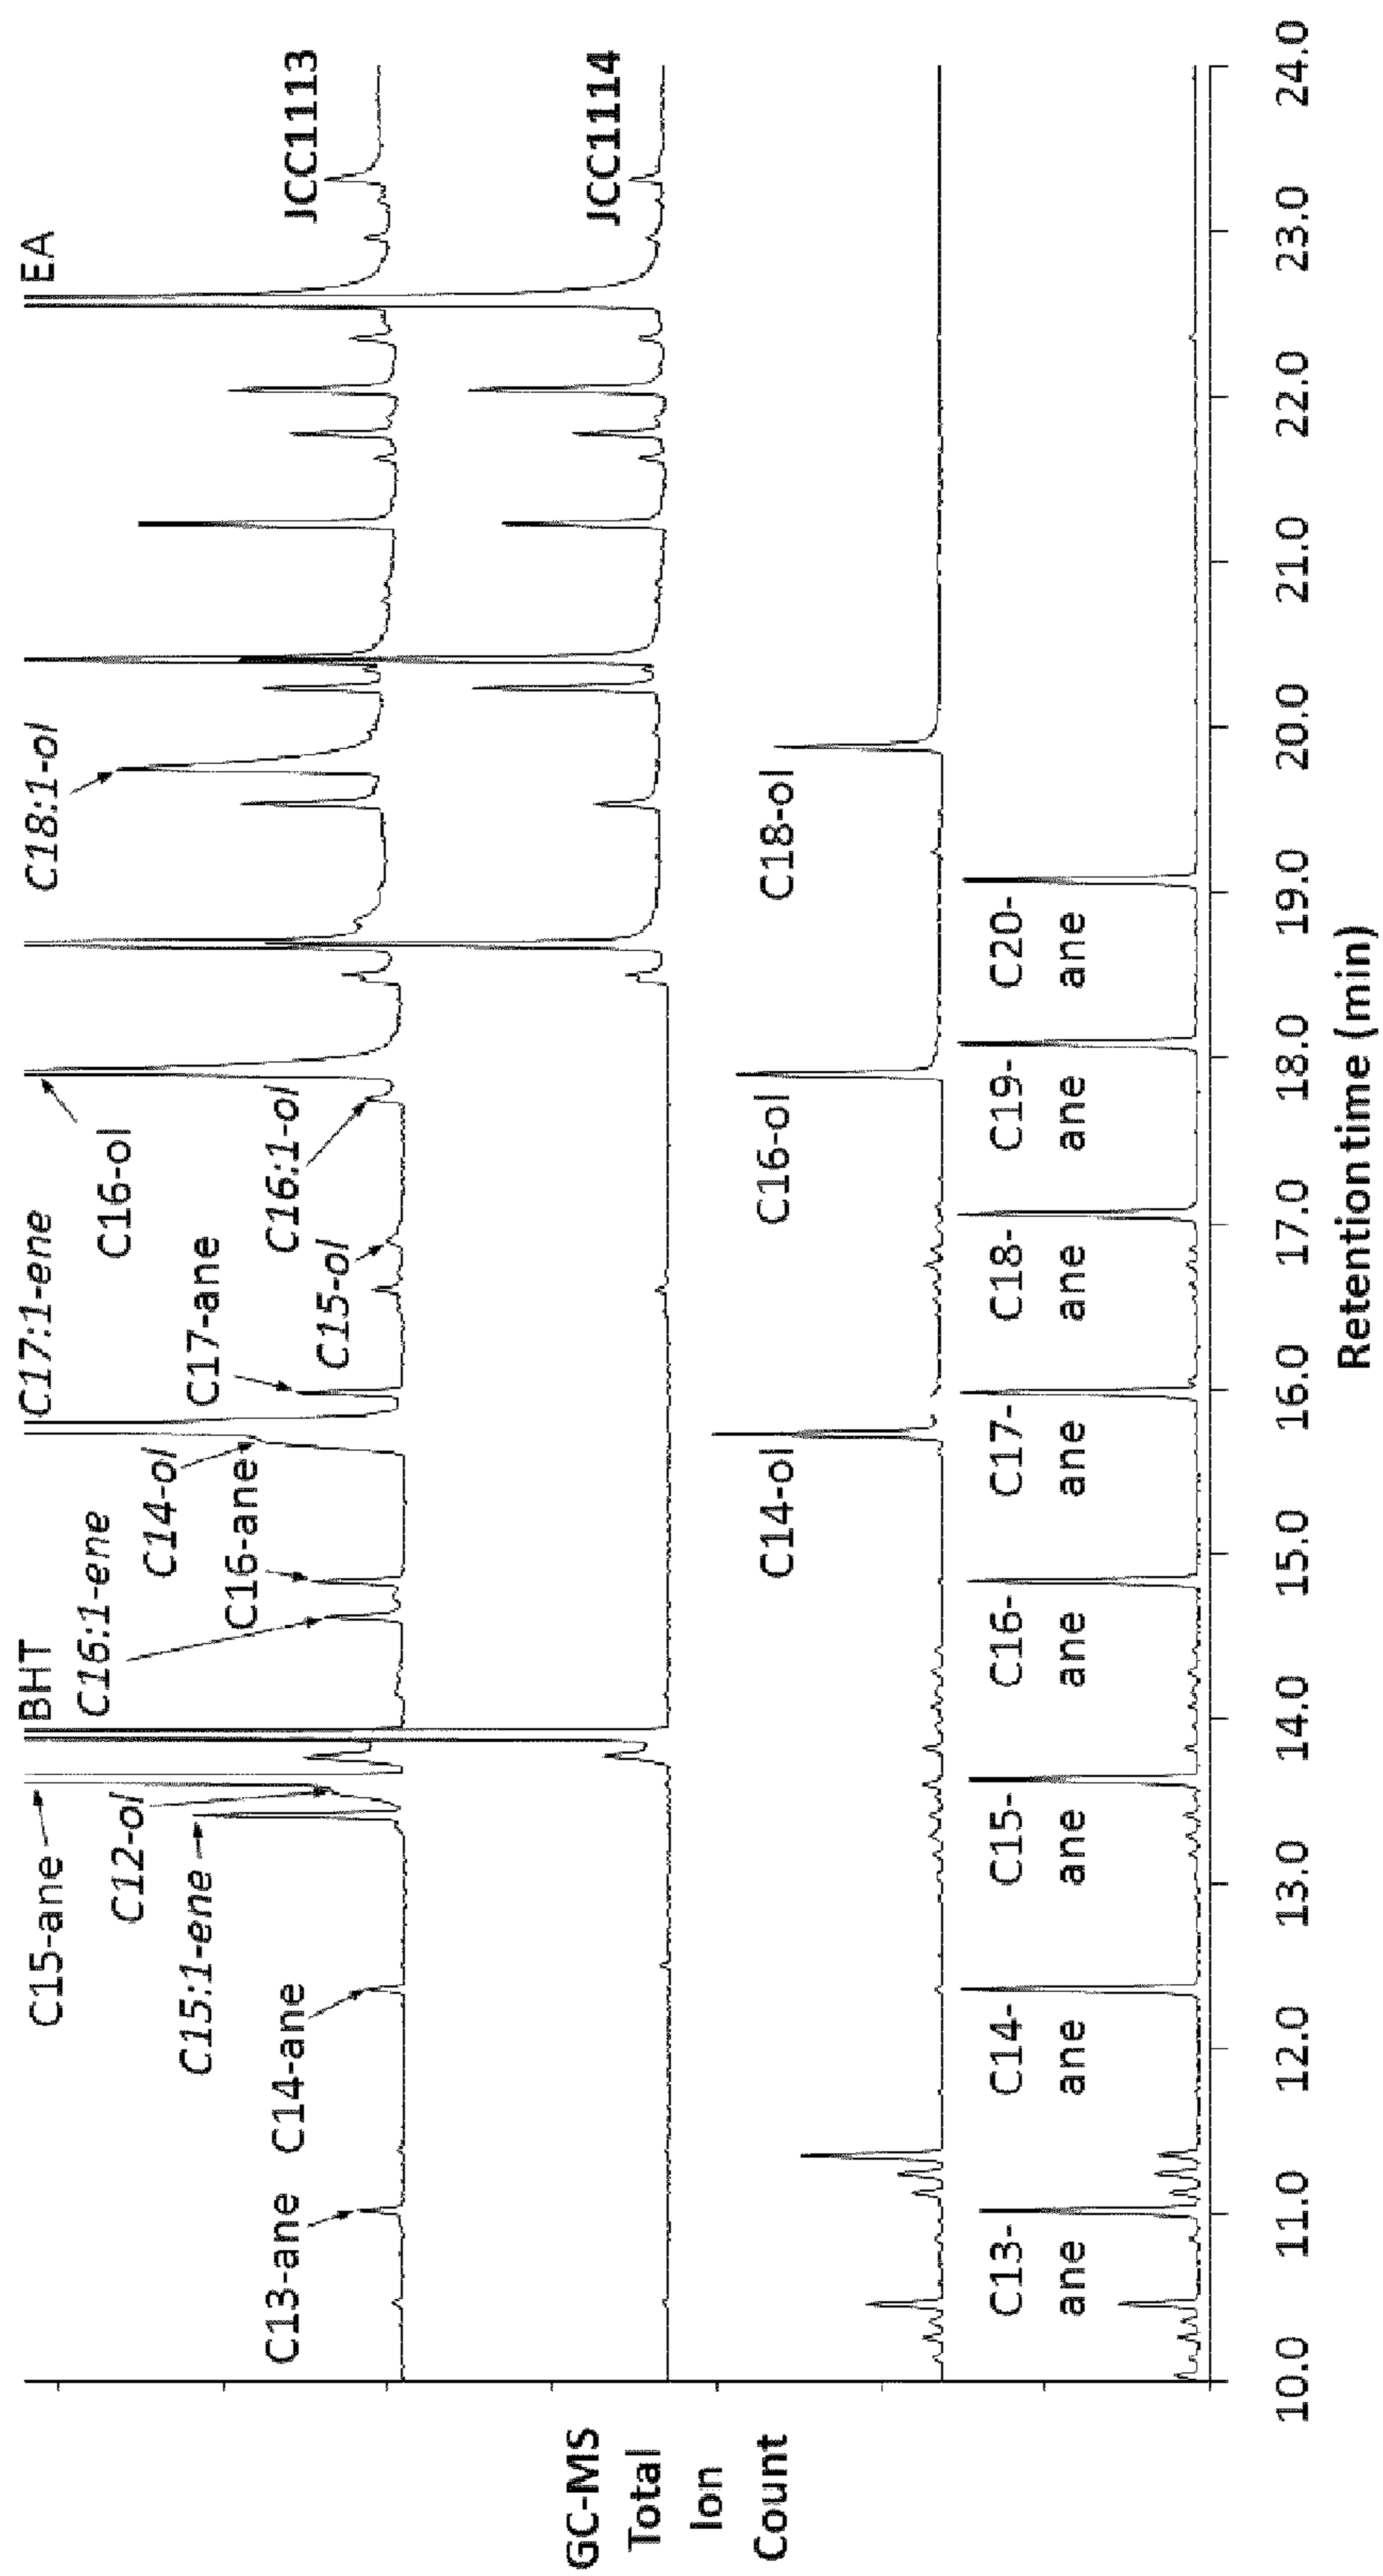 GC-MS
Total
Ion
Count
C15-ane
BHT
C17:1-ene
C18:1-ol
EA
C12-ol
C16:1-ene
C16-ol
C15:1-ene
C14-ol
C17-ane
C16:1-ol
C13-ane
C14-ane
C16-ane
C15-ol
JCC1113
JCC1114
C14-ol
C16-ol
C18-ol
C13-
ane
C14-
ane
C15-
ane
C16-
ane
C17-
ane
C18-
ane
C19-
ane
C20-
ane
10.0 11.0 12.0 13.0 14.0 15.0 16.0 17.0 18.0 19.0 20.0 21.0 22.0 23.0 24.0
Retention time (min)